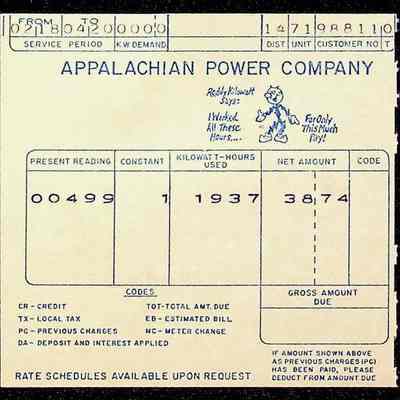 FROM TO
0218 0420 0000 1471988110
SERVICE PERIOD KW DEMAND DIST UNIT CUSTOMER NO T
APPALACHIAN POWER COMPANY
Reddy Kilowatt
Says:
I Worked
All These
Hours....
For Only
This Much
Pay!
PRESENT READING CONSTANT KILOWATT-HOURS USED NET AMOUNT CODE
00499 1 1937 3874
CODES
CR - CREDIT TOT-TOTAL AMT. DUE
TX - LOCAL TAX EB - ESTIMATED BILL
PC - PREVIOUS CHARGES MC - METER CHANGE
DA - DEPOSIT AND INTEREST APPLIED
GROSS AMOUNT
DUE
IF AMOUNT SHOWN ABOVE
AS PREVIOUS CHARGES (PC)
HAS BEEN PAID, PLEASE
DEDUCT FROM AMOUNT DUE
RATE SCHEDULES AVAILABLE UPON REQUEST